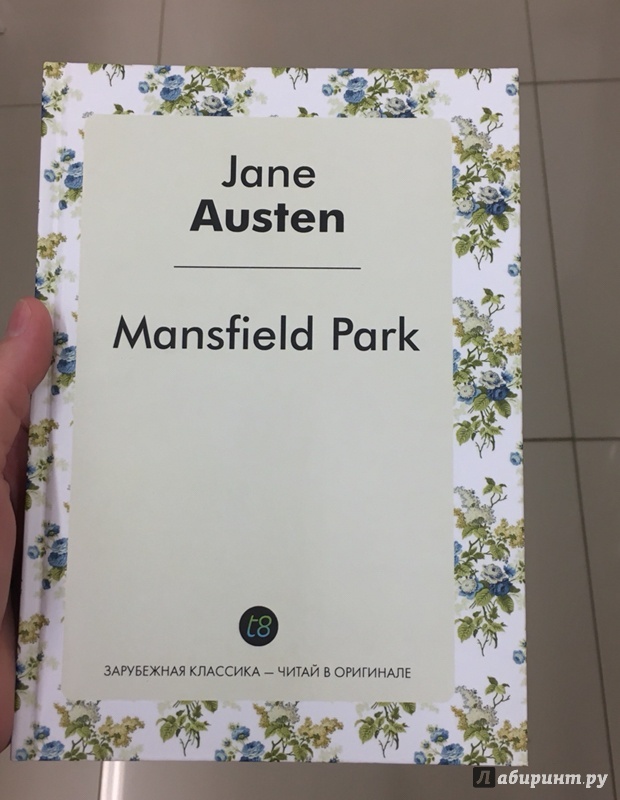 Jane
Austen
Mansfield Park
t8
ЗАРУБЕЖНАЯ КЛАССИКА – ЧИТАЙ В ОРИГИНАЛЕ
Лабиринт.ру